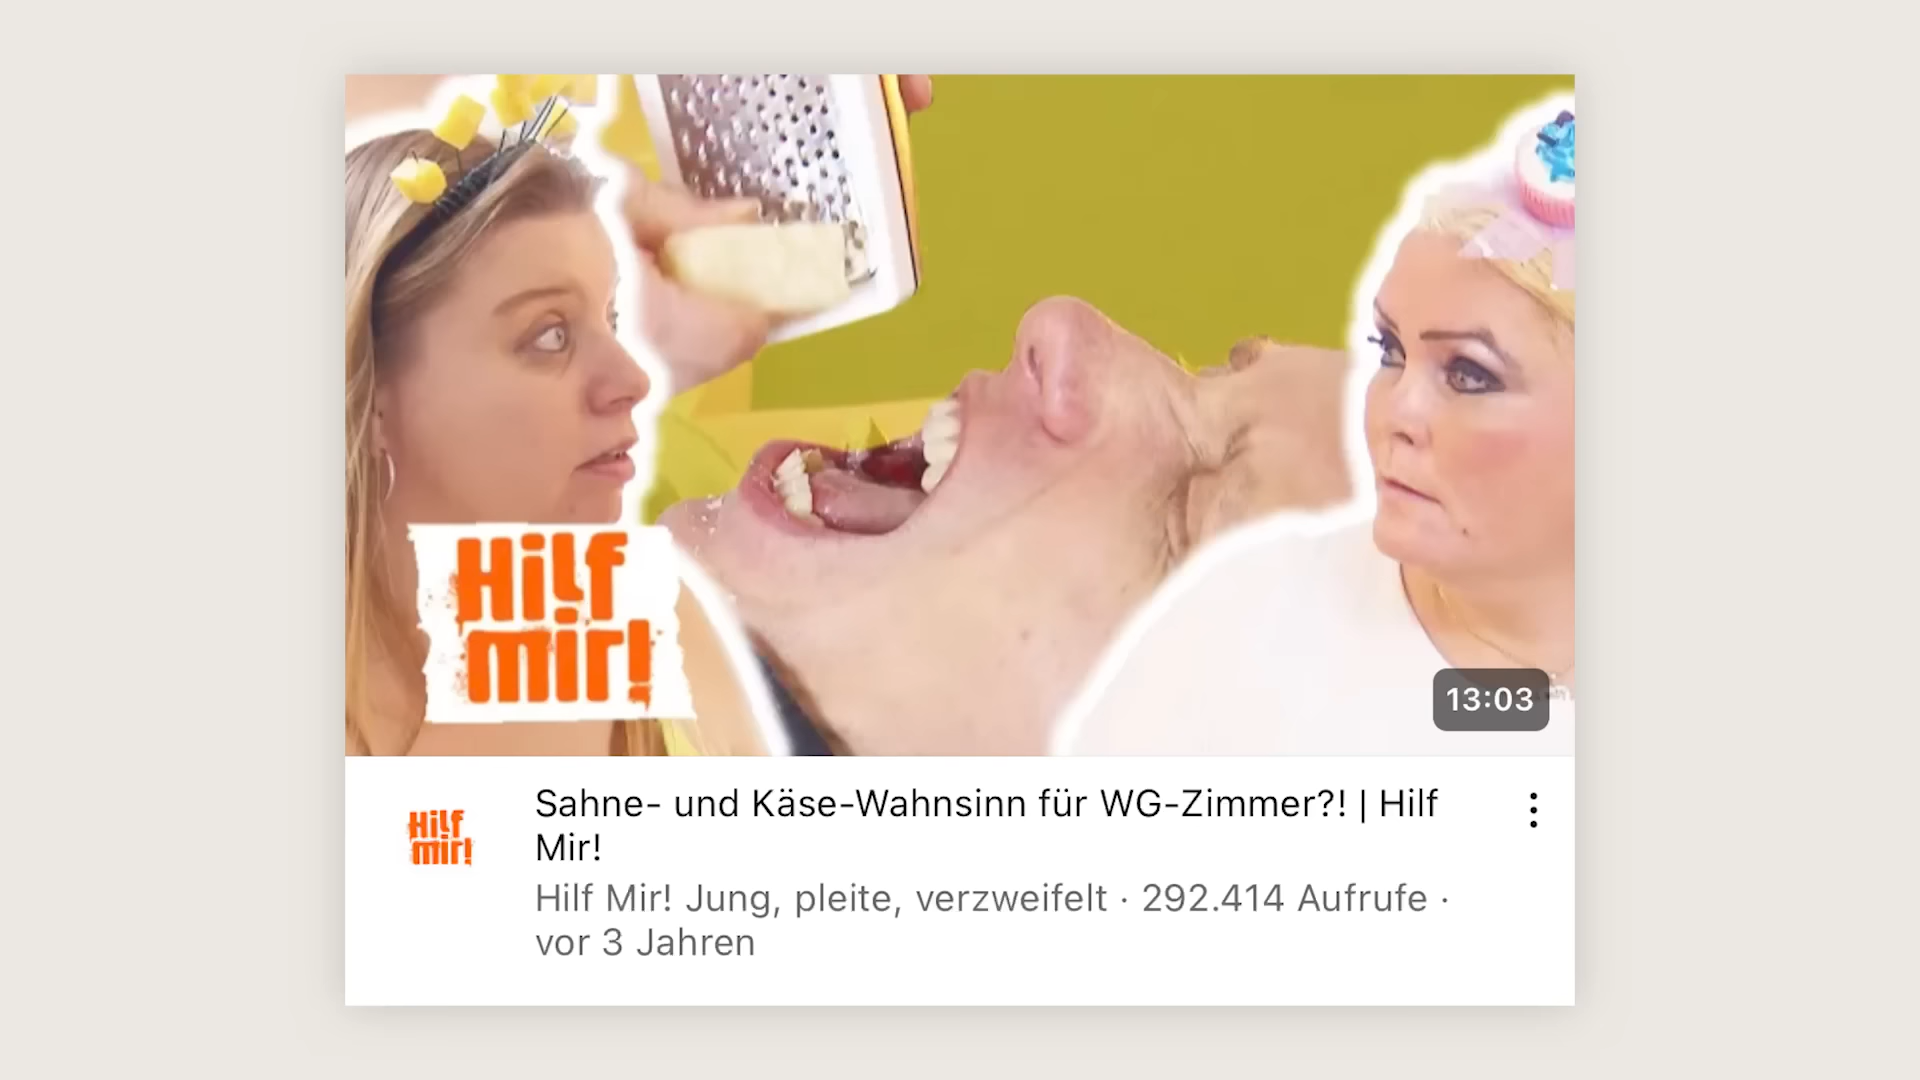 Hilf
mir!
13:03
Hilf
mir!
Sahne- und Käse-Wahnsinn für WG-Zimmer?! | Hilf
Mir!
Hilf Mir! Jung, pleite, verzweifelt · 292.414 Aufrufe ·
vor 3 Jahren